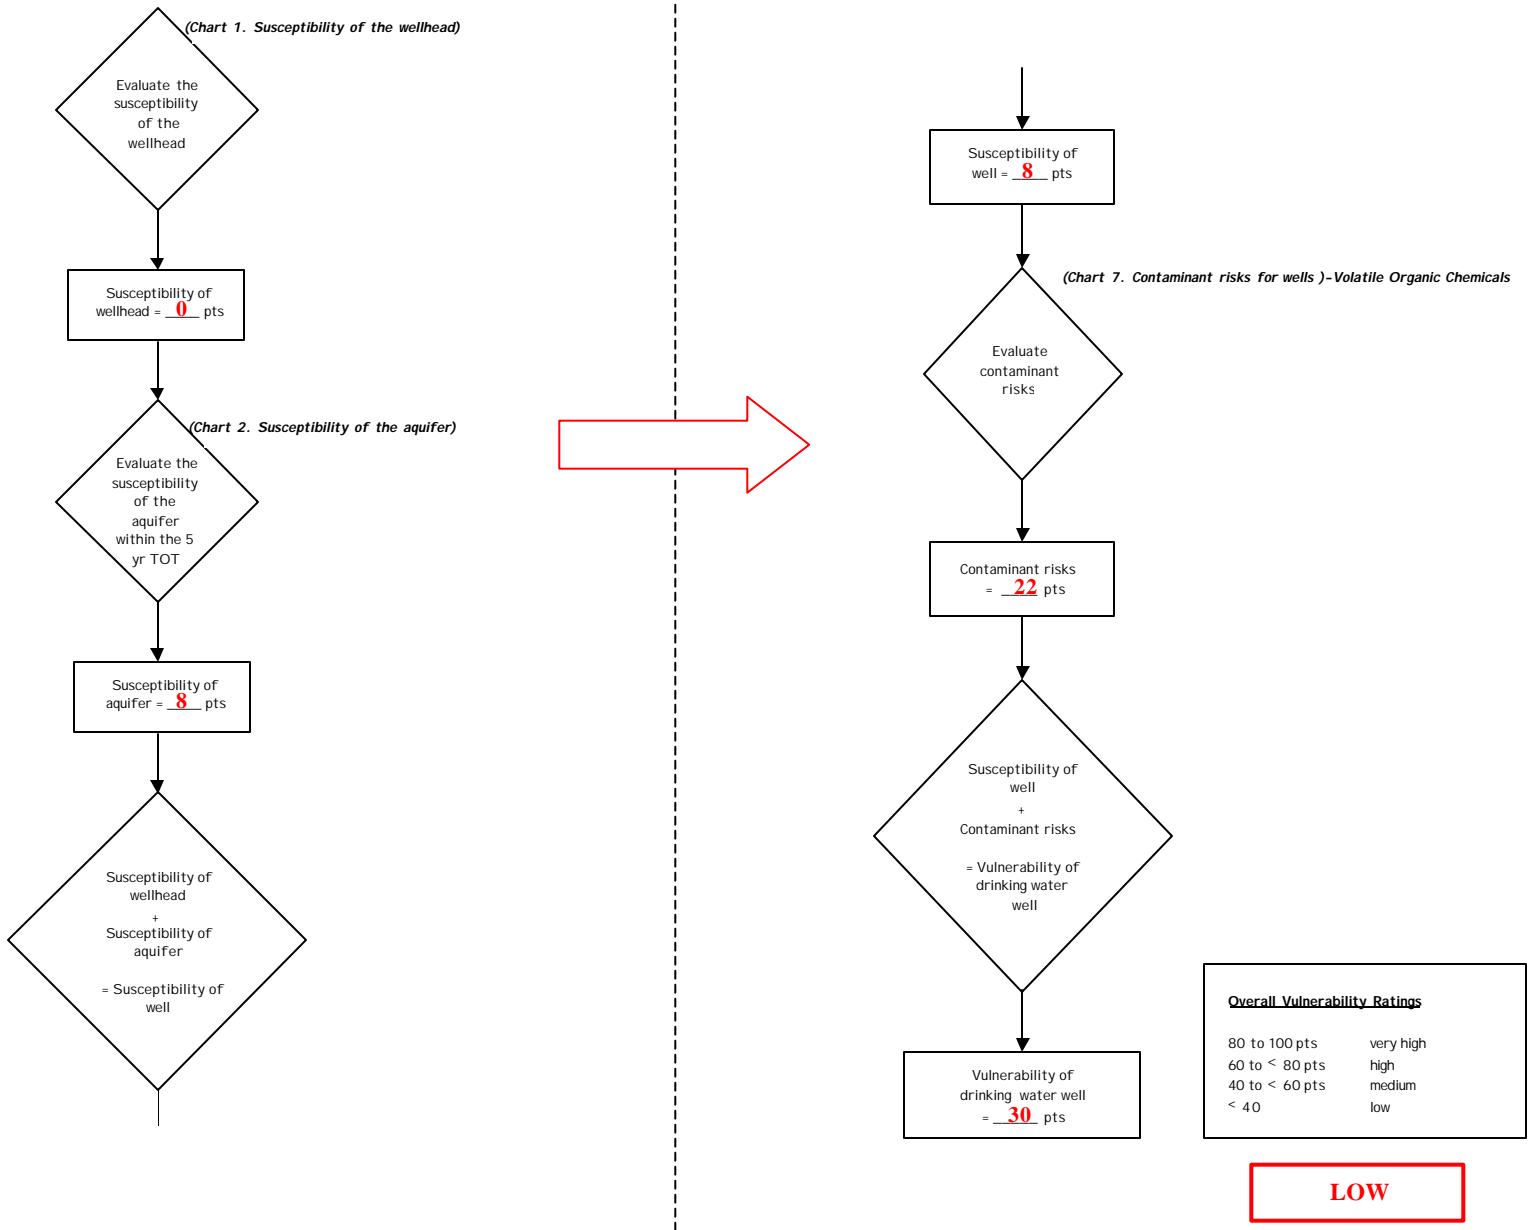 (Chart 1. Susceptibility of the wellhead)
Evaluate the
susceptibility
of the
wellhead
Susceptibility of
wellhead = 0 pts
(Chart 2. Susceptibility of the aquifer)
Evaluate the
susceptibility
of the
aquifer
within the 5
yr TOT
Susceptibility of
aquifer = 8 pts
Susceptibility of
wellhead
+
Susceptibility of
aquifer
= Susceptibility of
well
Susceptibility of
well = 8 pts
(Chart 7. Contaminant risks for wells )-Volatile Organic Chemicals
Evaluate
contaminant
risks
Contaminant risks
= 22 pts
Susceptibility of
well
+
Contaminant risks
= Vulnerability of
drinking water
well
Vulnerability of
drinking water well
= 30 pts
Overall Vulnerability Ratings
80 to 100 pts very high
60 to < 80 pts high
40 to < 60 pts medium
< 40 low
LOW